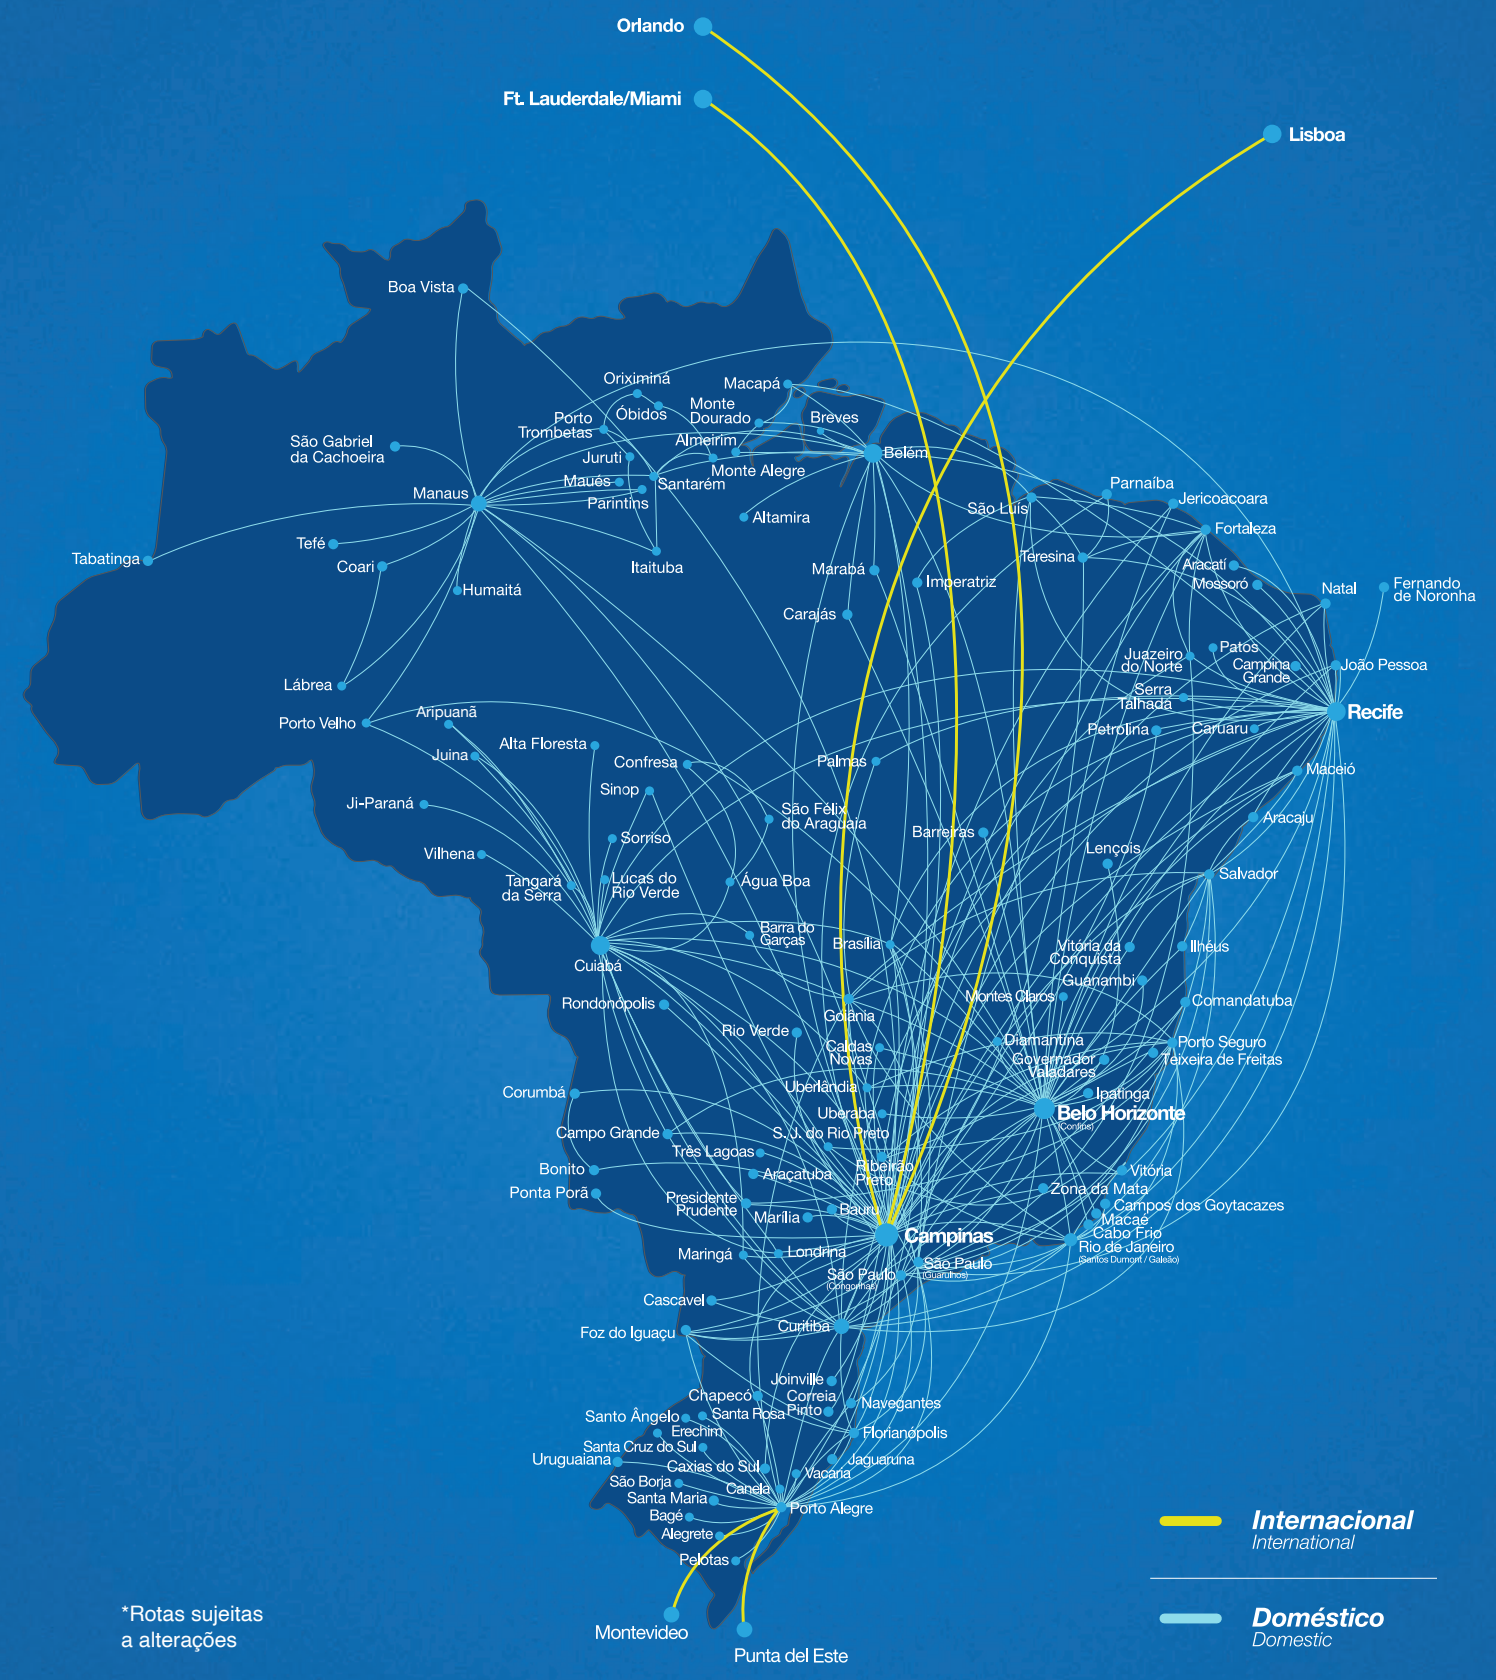 Orlando
Ft. Lauderdale/Miami
Lisboa
Boa Vista
Oriximiná
Macapá
Óbidos
Monte
Dourado
Breves
Porto
Trombetas
Almeirim
São Gabriel
da Cachoeira
Belém
Juruti
Monte Alegre
Maués
Santarém
Parintins
Manaus
Parnaíba
Jericoacoara
São Luis
Altamira
Fortaleza
Tefé
Tabatinga
Coari
Itaituba
Teresina
Aracatí
Marabá
Imperatriz
Mossoró
Natal
Fernando
de Noronha
Humaitá
Carajás
Patos
Juazeiro
do Norte
Campina
Grande
João Pessoa
Lábrea
Serra
Talhada
Recife
Porto Velho
Aripuanã
Petrolina
Caruaru
Juina
Alta Floresta
Confresa
Palmas
Maceió
Sinop
Ji-Paraná
São Félix
do Araguaia
Aracaju
Sorriso
Barreiras
Vilhena
Lençois
Tangará
da Serra
Lucas do
Rio Verde
Água Boa
Salvador
Barra do
Garças
Brasília
Vitória da
Conquista
Ilhéus
Cuiabá
Guanambi
Montes Claros
Rondonópolis
Comandatuba
Goiânia
Rio Verde
Caldas
Novas
Diamantina
Porto Seguro
Governador
Valadares
Teixeira de Freitas
Corumbá
Uberlândia
Ipatinga
Uberaba
Belo Horizonte
(Confins)
Campo Grande
S. J. do Rio Preto
Três Lagoas
Ribeirão
Preto
Bonito
Araçatuba
Vitória
Ponta Porã
Zona da Mata
Presidente
Prudente
Bauru
Marília
Campos dos Goytacazes
Macaé
Cabo Frio
Campinas
Rio de Janeiro
(Santos Dumont / Galeão)
Maringá
Londrina
São Paulo
(Guarulhos)
São Paulo
(Congonhas)
Cascavel
Foz do Iguaçu
Curitiba
Joinville
Chapecó
Correia
Pinto
Navegantes
Santo Ângelo
Santa Rosa
Erechim
Florianópolis
Santa Cruz do Sul
Uruguaiana
Caxias do Sul
Jaguaruna
Vacaria
São Borja
Canela
Santa Maria
Porto Alegre
Bagé
Alegrete
Pelotas
Montevideo
Punta del Este
Internacional
International
Doméstico
Domestic
*Rotas sujeitas
a alterações